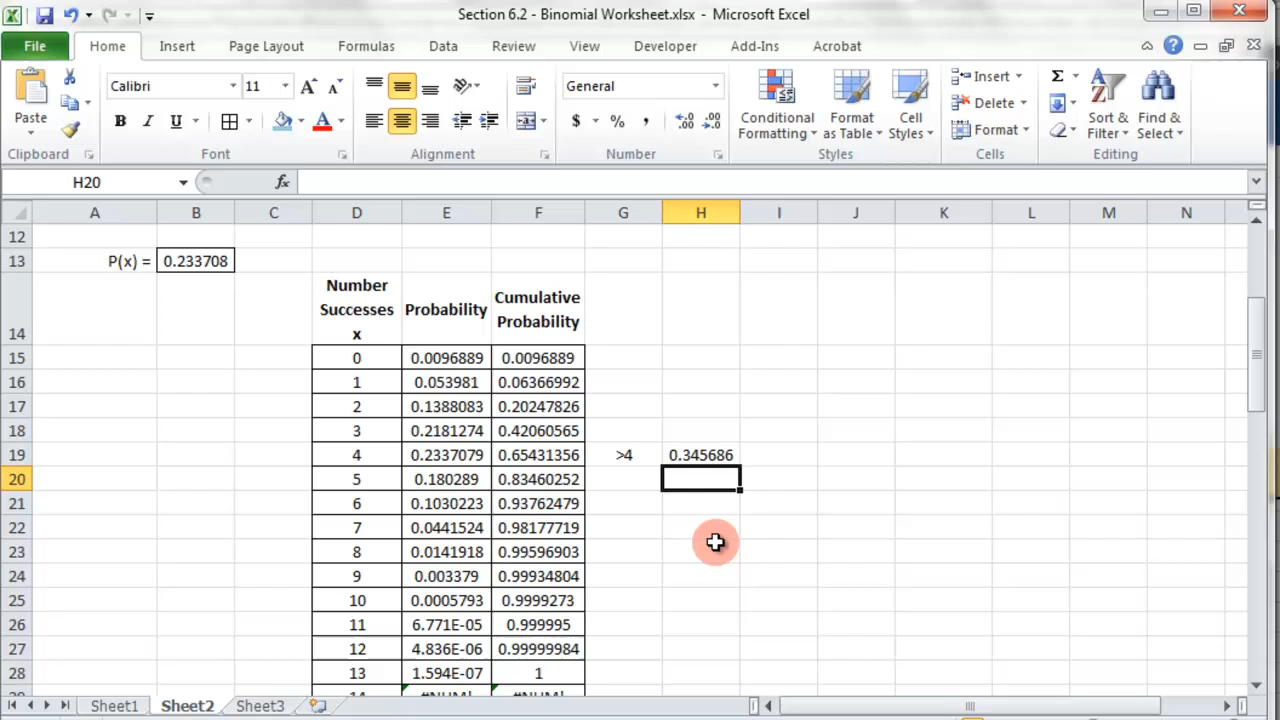 Section 6.2 - Binomial Worksheet.xlsx - Microsoft Excel
File Home Insert Page Layout Formulas Data Review View Developer Add-Ins Acrobat
Calibri 11 General Insert
Paste Conditional Formatting Format as Table Cell Styles Delete Sort & Filter Find & Select
Format
Clipboard Font Alignment Number Styles Cells Editing
H20 fx
A B C D E F G H I J K L M N
12
13 P(x) = 0.233708
14 Number Successes x Probability Cumulative Probability
15 0 0.0096889 0.0096889
16 1 0.053981 0.06366992
17 2 0.1388083 0.20247826
18 3 0.2181274 0.42060565
19 4 0.2337079 0.65431356 >4 0.345686
20 5 0.180289 0.83460252
21 6 0.1030223 0.93762479
22 7 0.0441524 0.98177719
23 8 0.0141918 0.99596903
24 9 0.003379 0.99934804
25 10 0.0005793 0.9999273
26 11 6.771E-05 0.999995
27 12 4.836E-06 0.99999984
28 13 1.594E-07 1
Sheet1 Sheet2 Sheet3